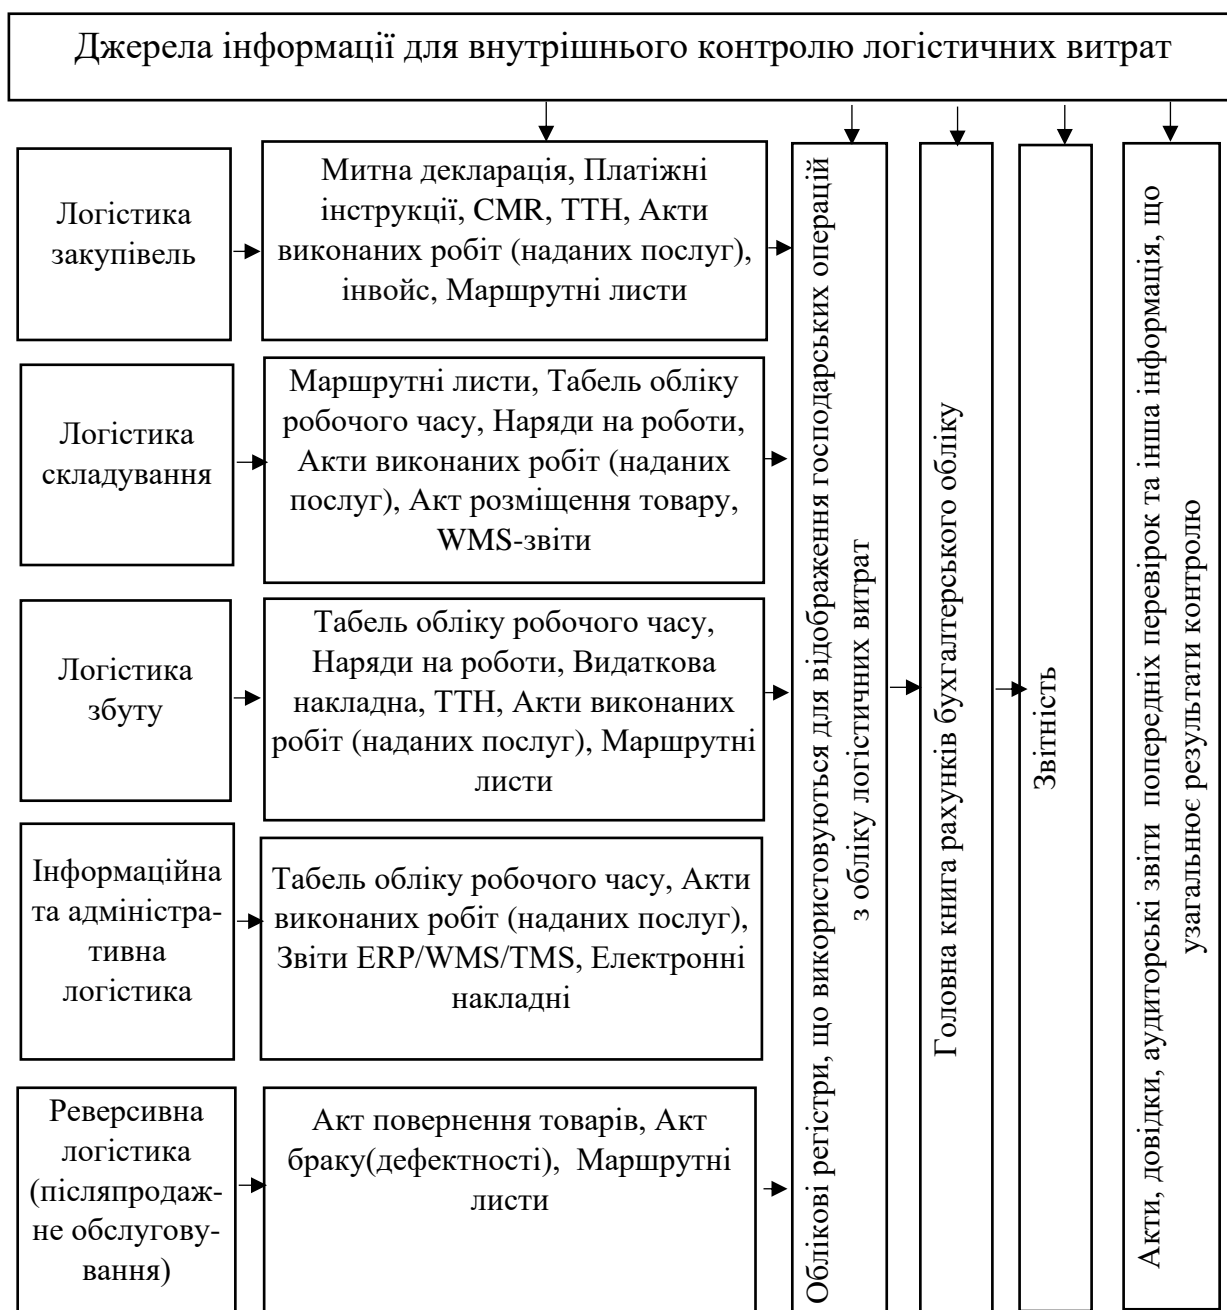 Джерела інформації для внутрішнього контролю логістичних витрат
Логістика
закупівель
Митна декларація, Платіжні
інструкції, CMR, ТТН, Акти
виконаних робіт (наданих послуг),
інвойс, Маршрутні листи
Логістика
складування
Маршрутні листи, Табель обліку
робочого часу, Наряди на роботи,
Акти виконаних робіт (наданих
послуг), Акт розміщення товару,
WMS-звіти
Логістика
збуту
Табель обліку робочого часу,
Наряди на роботи, Видаткова
накладна, ТТН, Акти виконаних
робіт (наданих послуг), Маршрутні
листи
Інформаційна
та адміністра-
тивна
логістика
Табель обліку робочого часу, Акти
виконаних робіт (наданих послуг),
Звіти ERP/WMS/TMS, Електронні
накладні
Реверсивна
логістика
(післяпродаж-
не обслугову-
вання)
Акт повернення товарів, Акт
браку(дефектності), Маршрутні
листи
Облікові регістри, що використовуються для відображення господарських операцій
з обліку логістичних витрат
Головна книга рахунків бухгалтерського обліку
Звітність
Акти, довідки, аудиторські звіти попередніх перевірок та інша інформація, що
узагальнює результати контролю